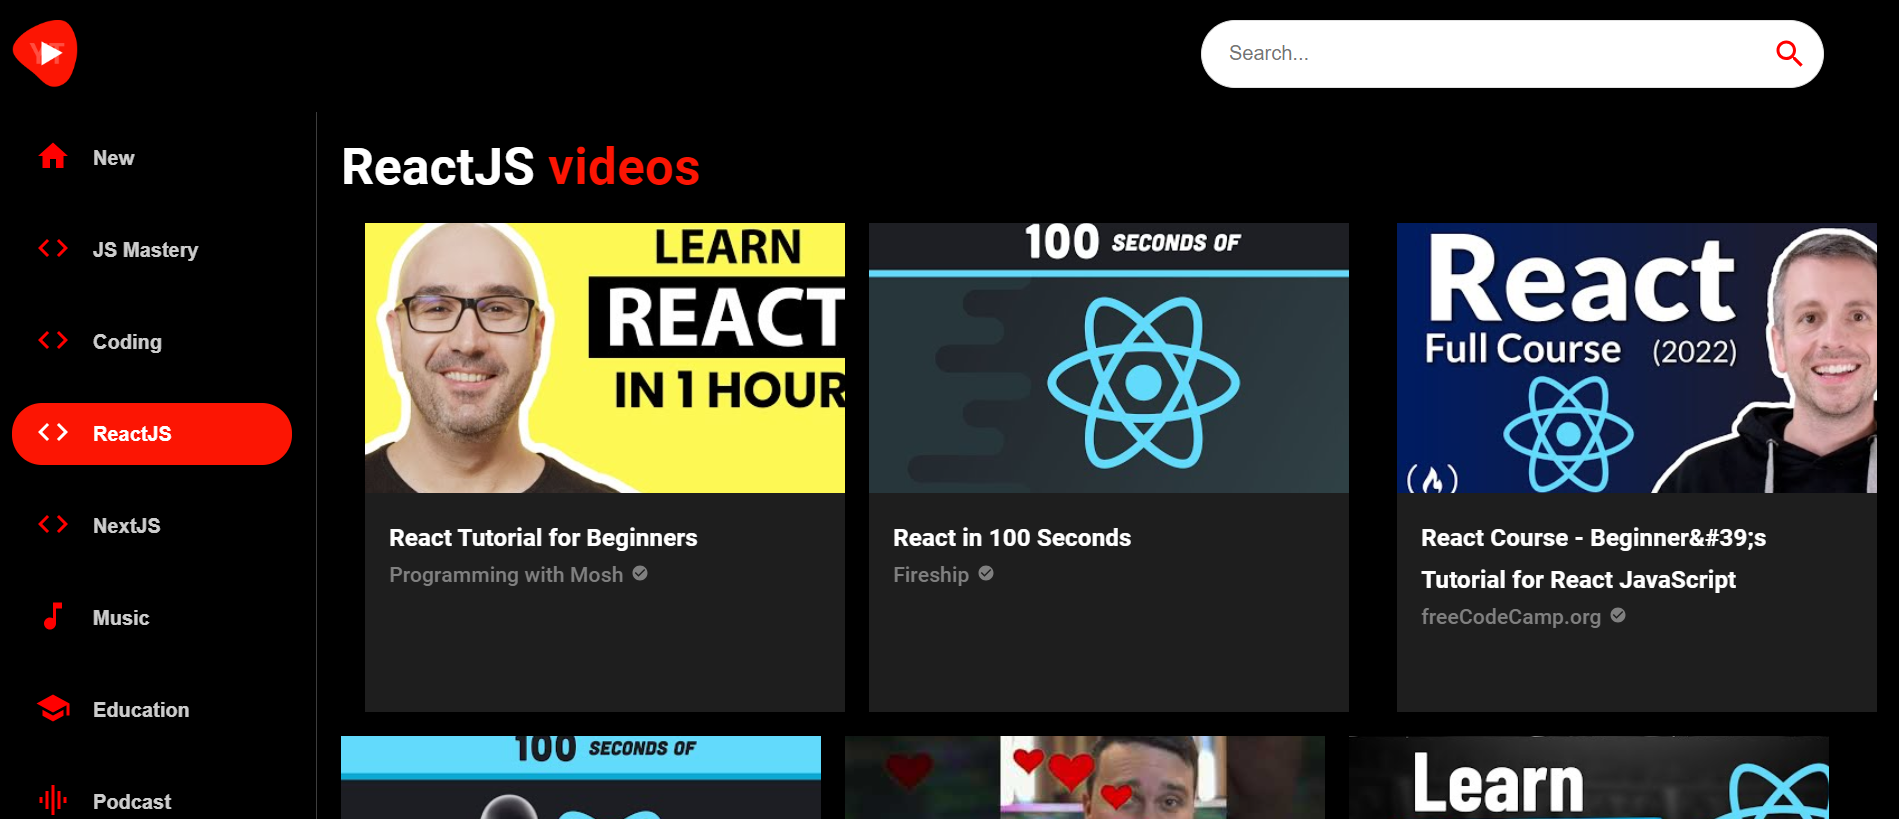 YT
Search...
New
JS Mastery
Coding
ReactJS
NextJS
Music
Education
Podcast
ReactJS videos
LEARN
REACT
IN 1 HOUR
React Tutorial for Beginners
Programming with Mosh
100 SECONDS OF
React in 100 Seconds
Fireship
React
Full Course (2022)
React Course - Beginner&#39;s
Tutorial for React JavaScript
freeCodeCamp.org
100 SECONDS OF
Learn